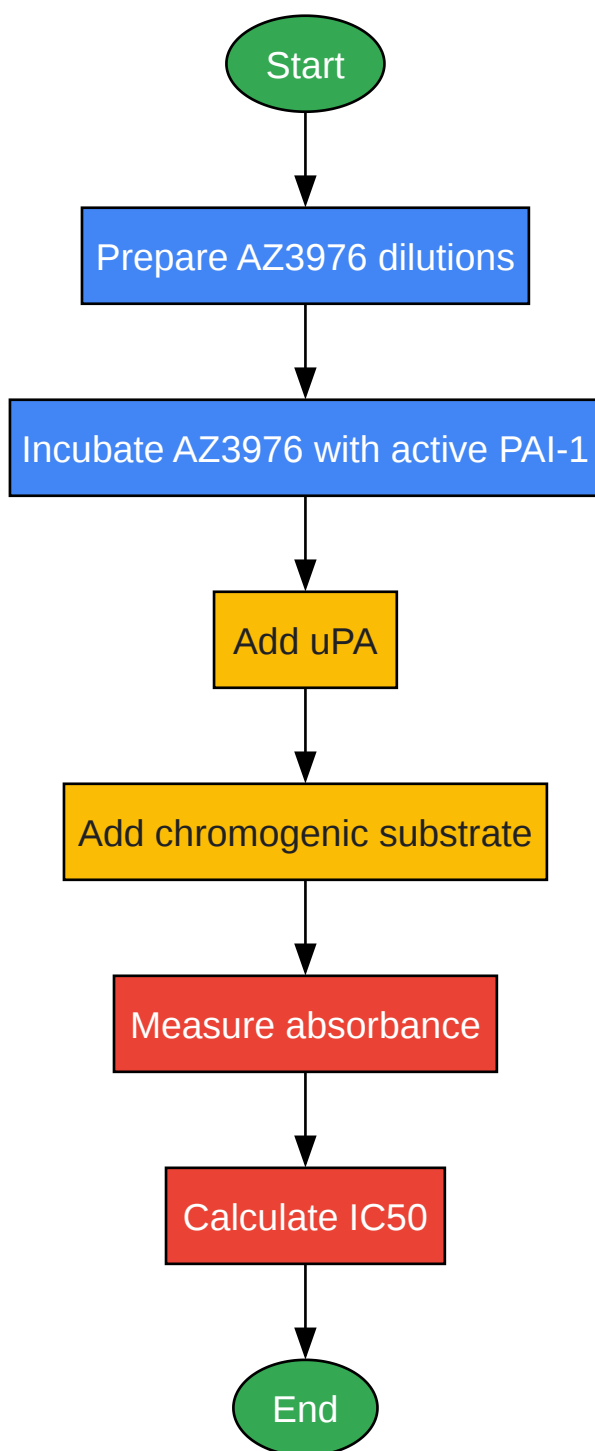 Start
Prepare AZ3976 dilutions
Incubate AZ3976 with active PAI-1
Add uPA
Add chromogenic substrate
Measure absorbance
Calculate IC50
End